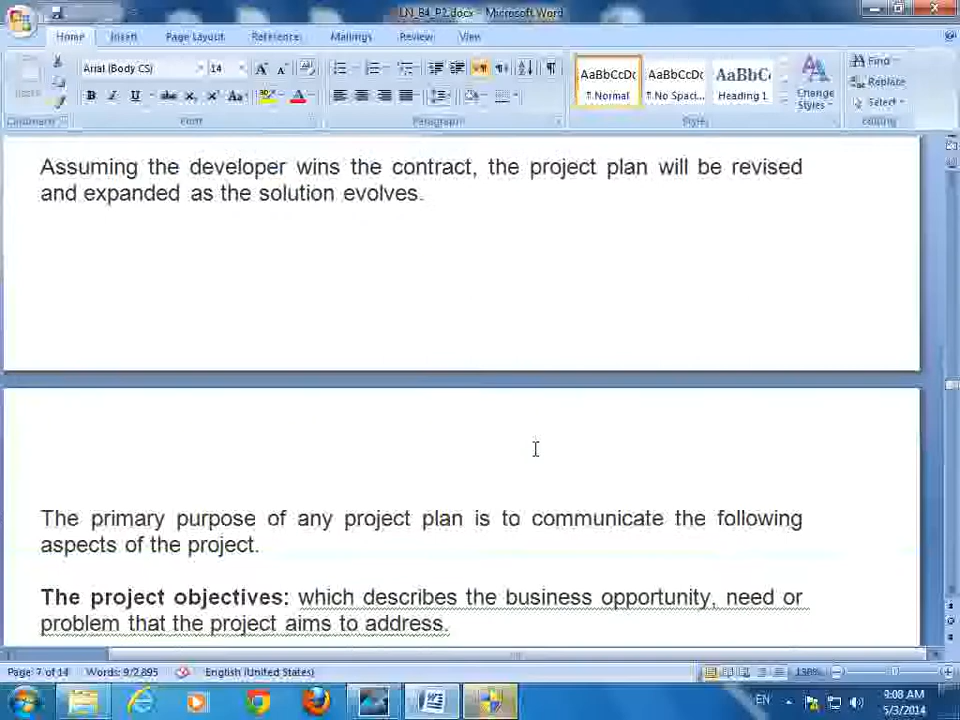 LN_B4_P2.docx - Microsoft Word
Home Insert Page Layout References Mailings Review View
Arial (Body CS) 14
AaBbCcDc AaBbCcDc AaBbC
¶ Normal ¶ No Spaci... Heading 1
Change Styles
Find
Replace
Select
Font Paragraph Styles Editing
Assuming the developer wins the contract, the project plan will be revised
and expanded as the solution evolves.
The primary purpose of any project plan is to communicate the following
aspects of the project.
The project objectives: which describes the business opportunity, need or
problem that the project aims to address.
Page: 7 of 14 Words: 9/2,895 English (United States) 130%
EN 9:08 AM
5/3/2014